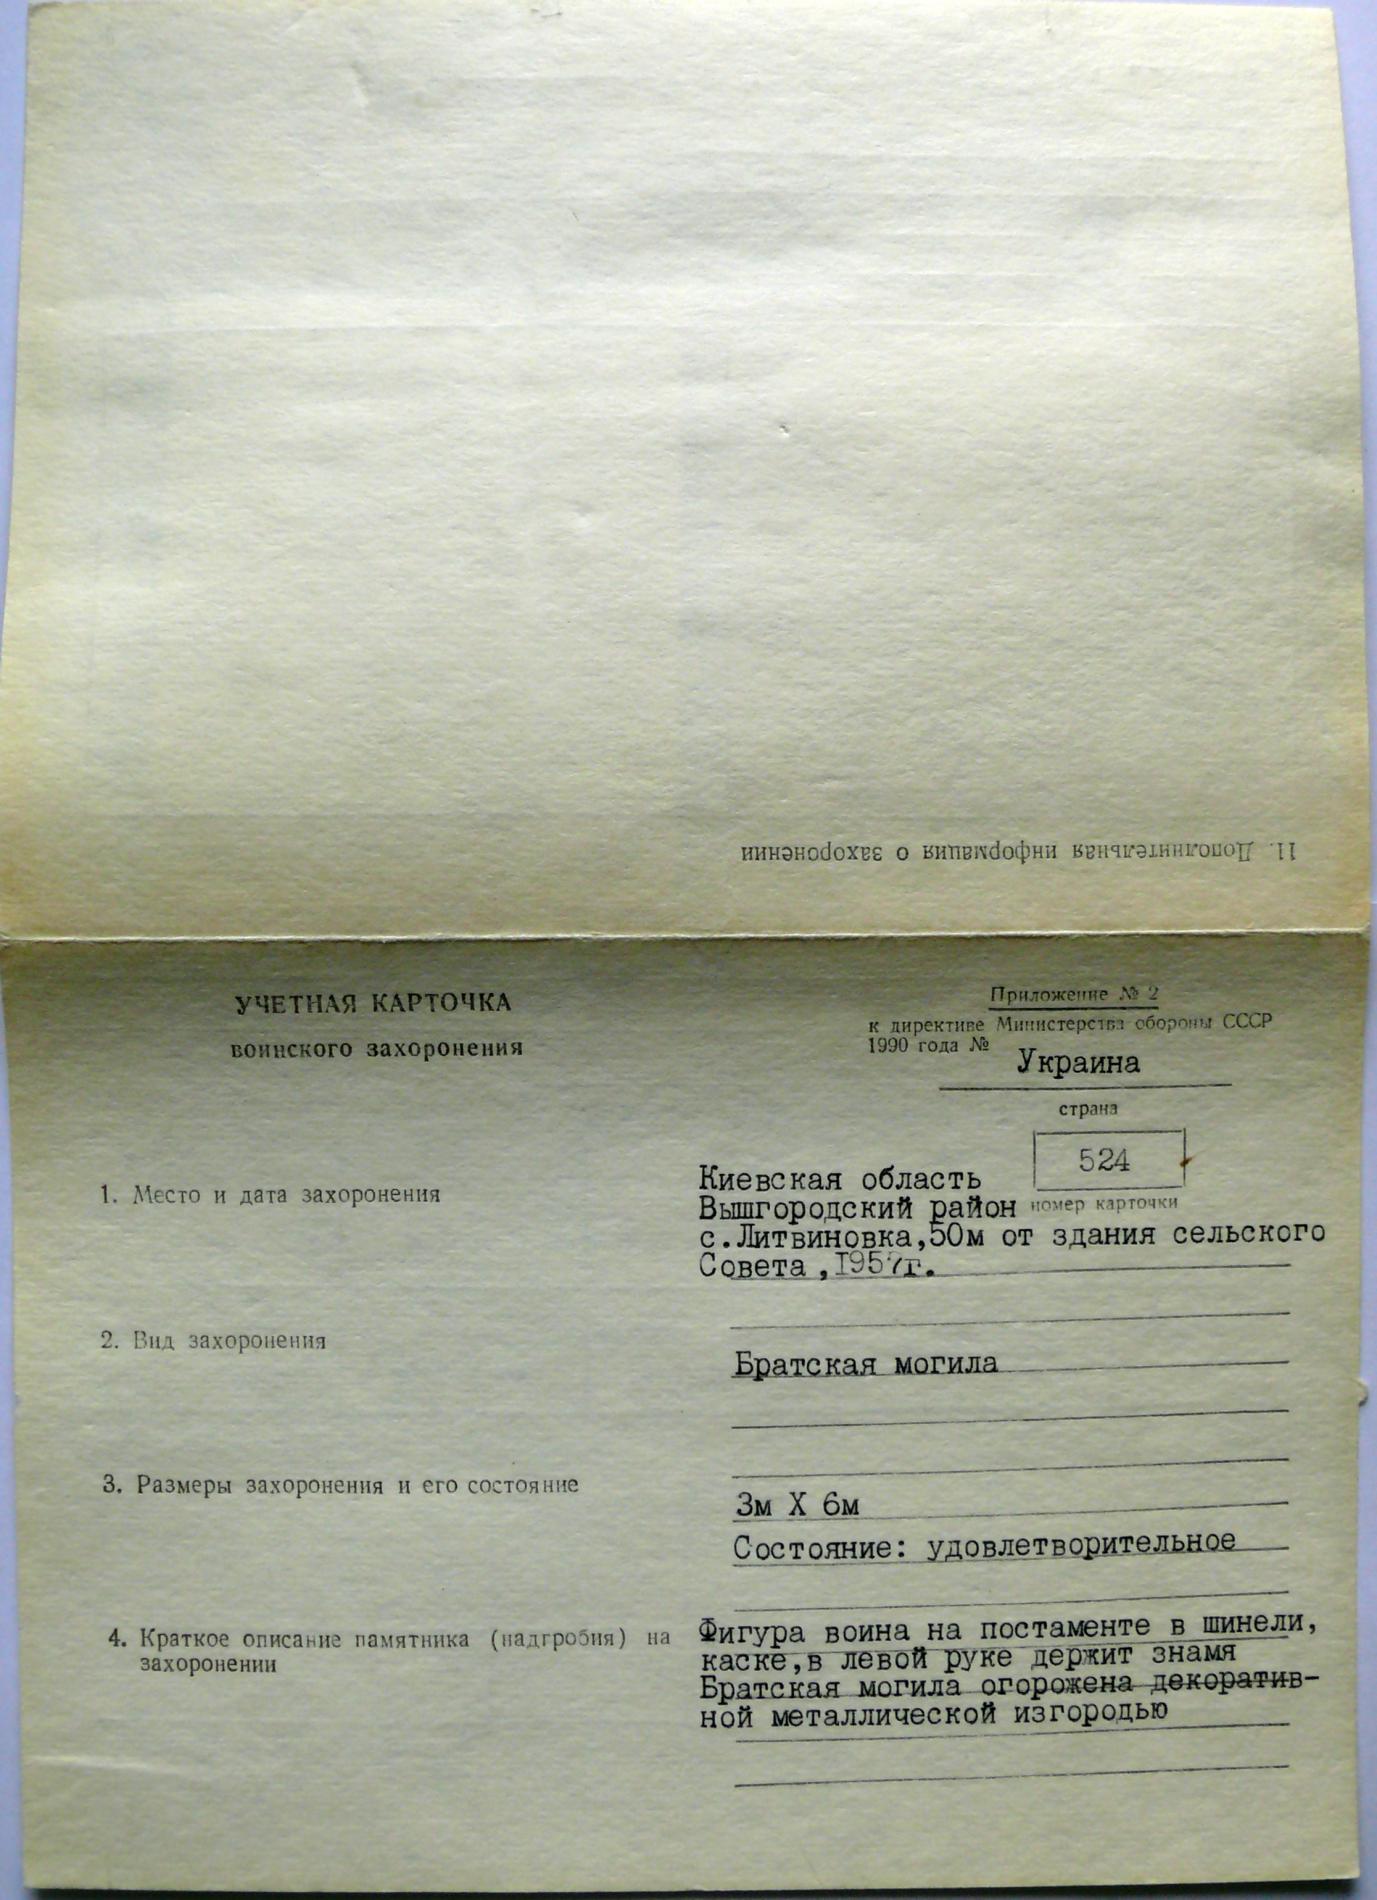 11. Дополнительная информация о захоронении
УЧЕТНАЯ КАРТОЧКА
воинского захоронения
Приложение № 2
к директиве Министерства обороны СССР
1990 года №
Украина
страна
524
номер карточки
1. Место и дата захоронения
Киевская область
Вышгородский район
с.Литвиновка,50м от здания сельского
Совета,1957г.
2. Вид захоронения
Братская могила
3. Размеры захоронения и его состояние
3м X 6м
Состояние: удовлетворительное
4. Краткое описание памятника (надгробия) на
захоронении
Фигура воина на постаменте в шинели,
каске,в левой руке держит знамя
Братская могила огорожена декоратив-
ной металлической изгородью